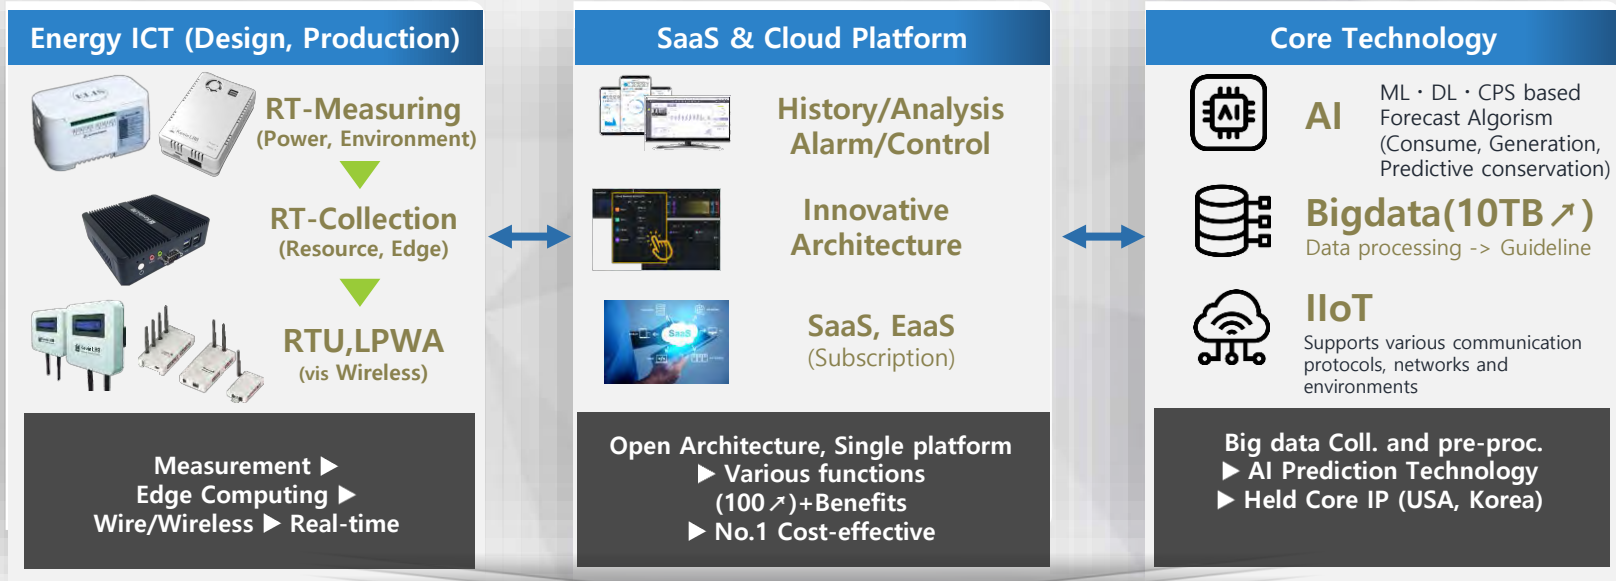 Energy ICT (Design, Production)
RT-Measuring
(Power, Environment)
RT-Collection
(Resource, Edge)
RTU,LPWA
(vis Wireless)
Measurement ▶
Edge Computing ▶
Wire/Wireless ▶ Real-time
SaaS & Cloud Platform
History/Analysis
Alarm/Control
Innovative
Architecture
SaaS
SaaS, EaaS
(Subscription)
Open Architecture, Single platform
▶ Various functions
(100↗)+Benefits
▶ No.1 Cost-effective
Core Technology
AI
AI
ML · DL · CPS based
Forecast Algorism
(Consume, Generation,
Predictive conservation)
Bigdata(10TB↗)
Data processing -> Guideline
IIoT
Supports various communication
protocols, networks and
environments
Big data Coll. and pre-proc.
▶ AI Prediction Technology
▶ Held Core IP (USA, Korea)